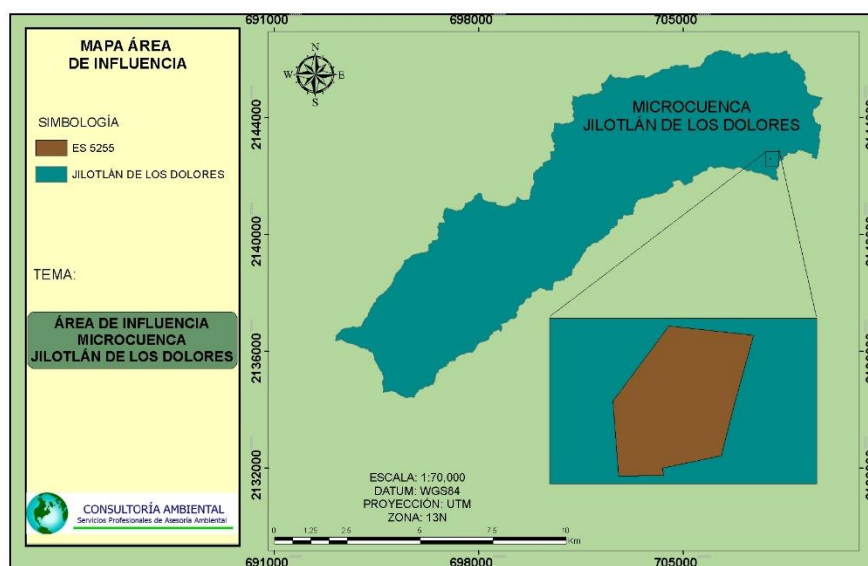 MAPA ÁREA
DE INFLUENCIA
SIMBOLOGÍA
ES 5255
JILOTLÁN DE LOS DOLORES
TEMA:
ÁREA DE INFLUENCIA
MICROCUENCA
JILOTLÁN DE LOS DOLORES
CONSULTORÍA AMBIENTAL
Servicios Profesionales de Asesoría Ambiental
691000 698000 705000
N
W E
S
MICROCUENCA
JILOTLÁN DE LOS DOLORES
2144000
2140000
2136000
2132000
ESCALA: 1:70,000
DATUM: WGS84
PROYECCIÓN: UTM
ZONA: 13N
0 1.25 2.5 5 7.5 10
Km
691000 698000 705000